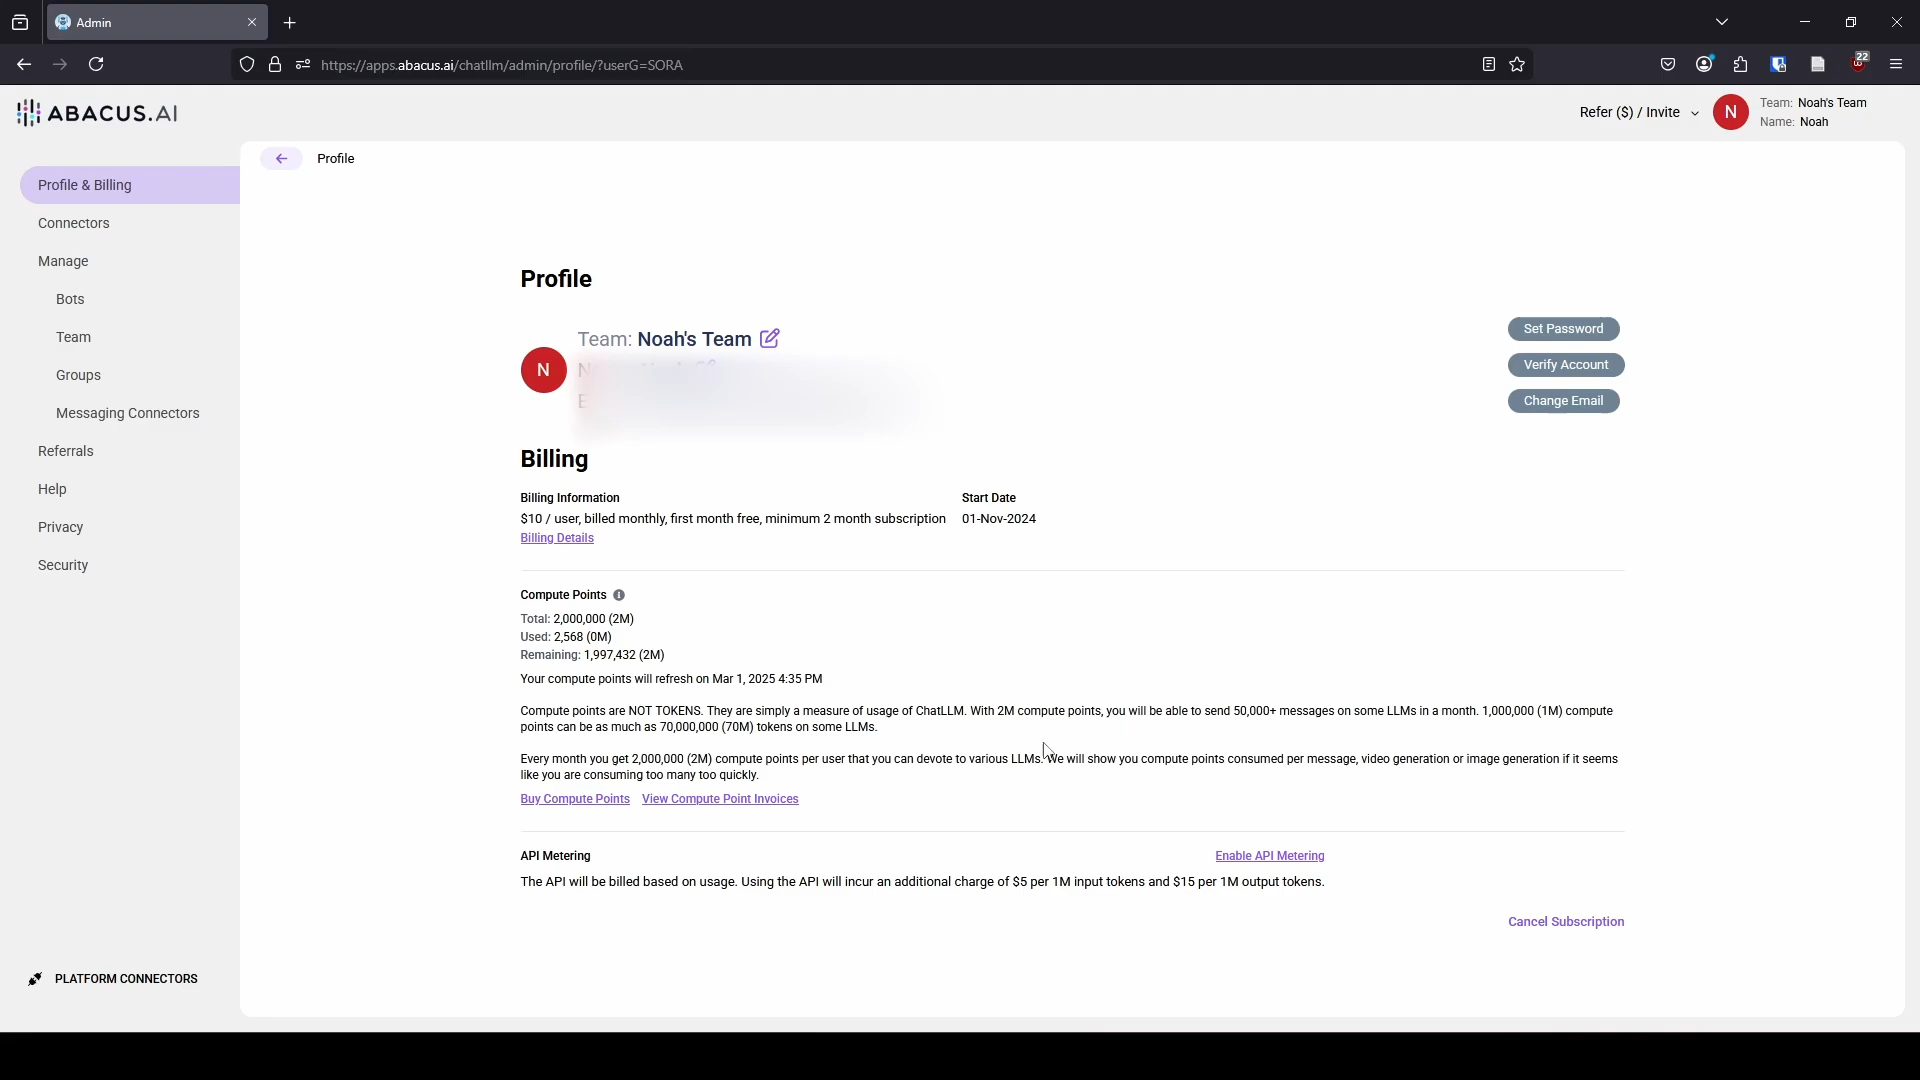 Admin
https://apps.abacus.ai/chatllm/admin/profile/?userG=SORA
22
ABACUS.AI
Refer ($) / Invite
N
Team: Noah's Team
Name: Noah
Profile & Billing
Connectors
Manage
Bots
Team
Groups
Messaging Connectors
Referrals
Help
Privacy
Security
PLATFORM CONNECTORS
Profile
Profile
N
Team: Noah's Team
Set Password
Verify Account
Change Email
Billing
Billing Information
Start Date
$10 / user, billed monthly, first month free, minimum 2 month subscription
01-Nov-2024
Billing Details
Compute Points
Total: 2,000,000 (2M)
Used: 2,568 (0M)
Remaining: 1,997,432 (2M)
Your compute points will refresh on Mar 1, 2025 4:35 PM
Compute points are NOT TOKENS. They are simply a measure of usage of ChatLLM. With 2M compute points, you will be able to send 50,000+ messages on some LLMs in a month. 1,000,000 (1M) compute
points can be as much as 70,000,000 (70M) tokens on some LLMs.
Every month you get 2,000,000 (2M) compute points per user that you can devote to various LLMs. We will show you compute points consumed per message, video generation or image generation if it seems
like you are consuming too many too quickly.
Buy Compute Points
View Compute Point Invoices
API Metering
Enable API Metering
The API will be billed based on usage. Using the API will incur an additional charge of $5 per 1M input tokens and $15 per 1M output tokens.
Cancel Subscription